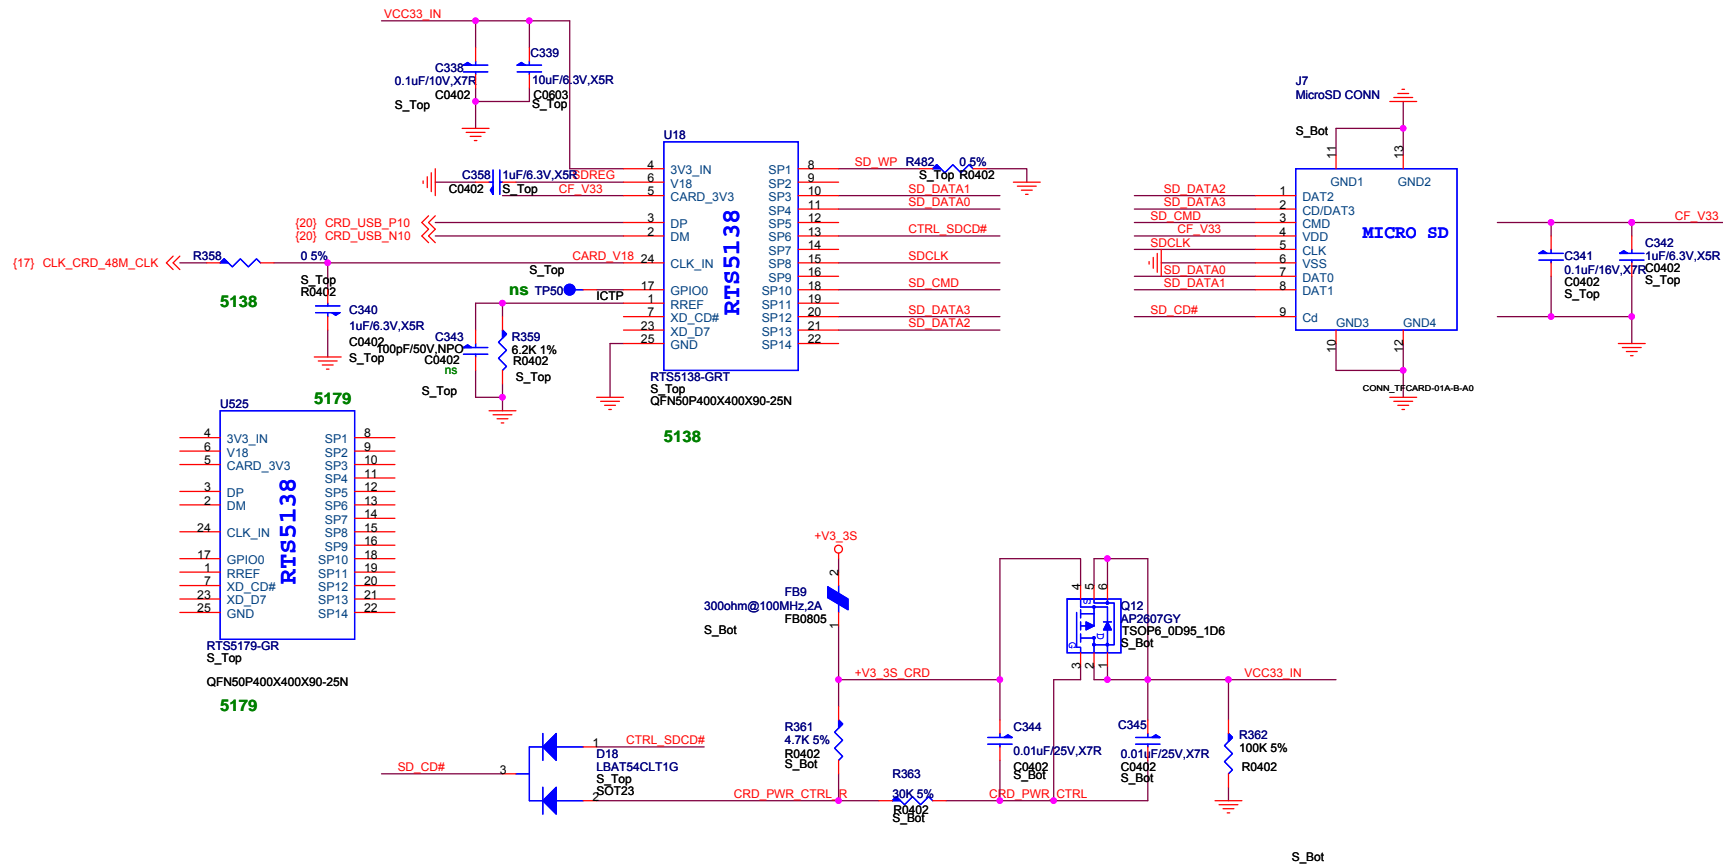 VCC33_IN
C338
0.1uF/10V,X7R
C0402
S_Top
C339
10uF/6.3V,X5R
C0603
S_Top
J7
MicroSD CONN
S_Bot
U18
C358
1uF/6.3V,X5R
SDREG
C0402
S_Top
CF_V33
{20} CRD_USB_P10
{20} CRD_USB_N10
{17} CLK_CRD_48M_CLK
R358
0 5%
S_Top
R0402
5138
CARD_V18
S_Top
ns TP50
ICTP
C340
1uF/6.3V,X5R
C0402
S_Top
C343
100pF/50V,NPO
C0402
ns
S_Top
R359
6.2K 1%
R0402
S_Top
4 3V3_IN
6 V18
5 CARD_3V3
3 DP
2 DM
24 CLK_IN
17 GPIO0
1 RREF
7 XD_CD#
23 XD_D7
25 GND
RTS5138
SP1 8
SP2 9
SP3 10
SP4 11
SP5 12
SP6 13
SP7 14
SP8 15
SP9 16
SP10 18
SP11 19
SP12 20
SP13 21
SP14 22
RTS5138-GRT
S_Top
QFN50P400X400X90-25N
5138
SD_WP
R482
0 5%
S_Top R0402
SD_DATA1
SD_DATA0
CTRL_SDCD#
SDCLK
SD_CMD
SD_DATA3
SD_DATA2
11
13
GND1
GND2
SD_DATA2 1 DAT2
SD_DATA3 2 CD/DAT3
SD_CMD 3 CMD
CF_V33 4 VDD
SDCLK 5 CLK
6 VSS
SD_DATA0 7 DAT0
SD_DATA1 8 DAT1
SD_CD# 9 Cd
MICRO SD
GND3
GND4
10
12
CONN_TFCARD-01A-B-A0
CF_V33
C341
0.1uF/16V,X7R
C0402
S_Top
C342
1uF/6.3V,X5R
C0402
S_Top
5179
U525
4 3V3_IN
6 V18
5 CARD_3V3
3 DP
2 DM
24 CLK_IN
17 GPIO0
1 RREF
7 XD_CD#
23 XD_D7
25 GND
RTS5138
SP1 8
SP2 9
SP3 10
SP4 11
SP5 12
SP6 13
SP7 14
SP8 15
SP9 16
SP10 18
SP11 19
SP12 20
SP13 21
SP14 22
RTS5179-GR
S_Top
QFN50P400X400X90-25N
5179
+V3_3S
2
FB9
300ohm@100MHz,2A
FB0805
S_Bot
1
+V3_3S_CRD
4
5
6
S
D
G
3
2
1
Q12
AP2607GY
TSOP6_0D95_1D6
S_Bot
VCC33_IN
R361
4.7K 5%
R0402
S_Bot
C344
0.01uF/25V,X7R
C0402
S_Bot
C345
0.01uF/25V,X7R
C0402
S_Bot
R362
100K 5%
R0402
SD_CD#
3
1
CTRL_SDCD#
D18
LBAT54CLT1G
S_Top
SOT23
2
CRD_PWR_CTRL_R
R363
30K 5%
R0402
S_Bot
CRD_PWR_CTRL
S_Bot